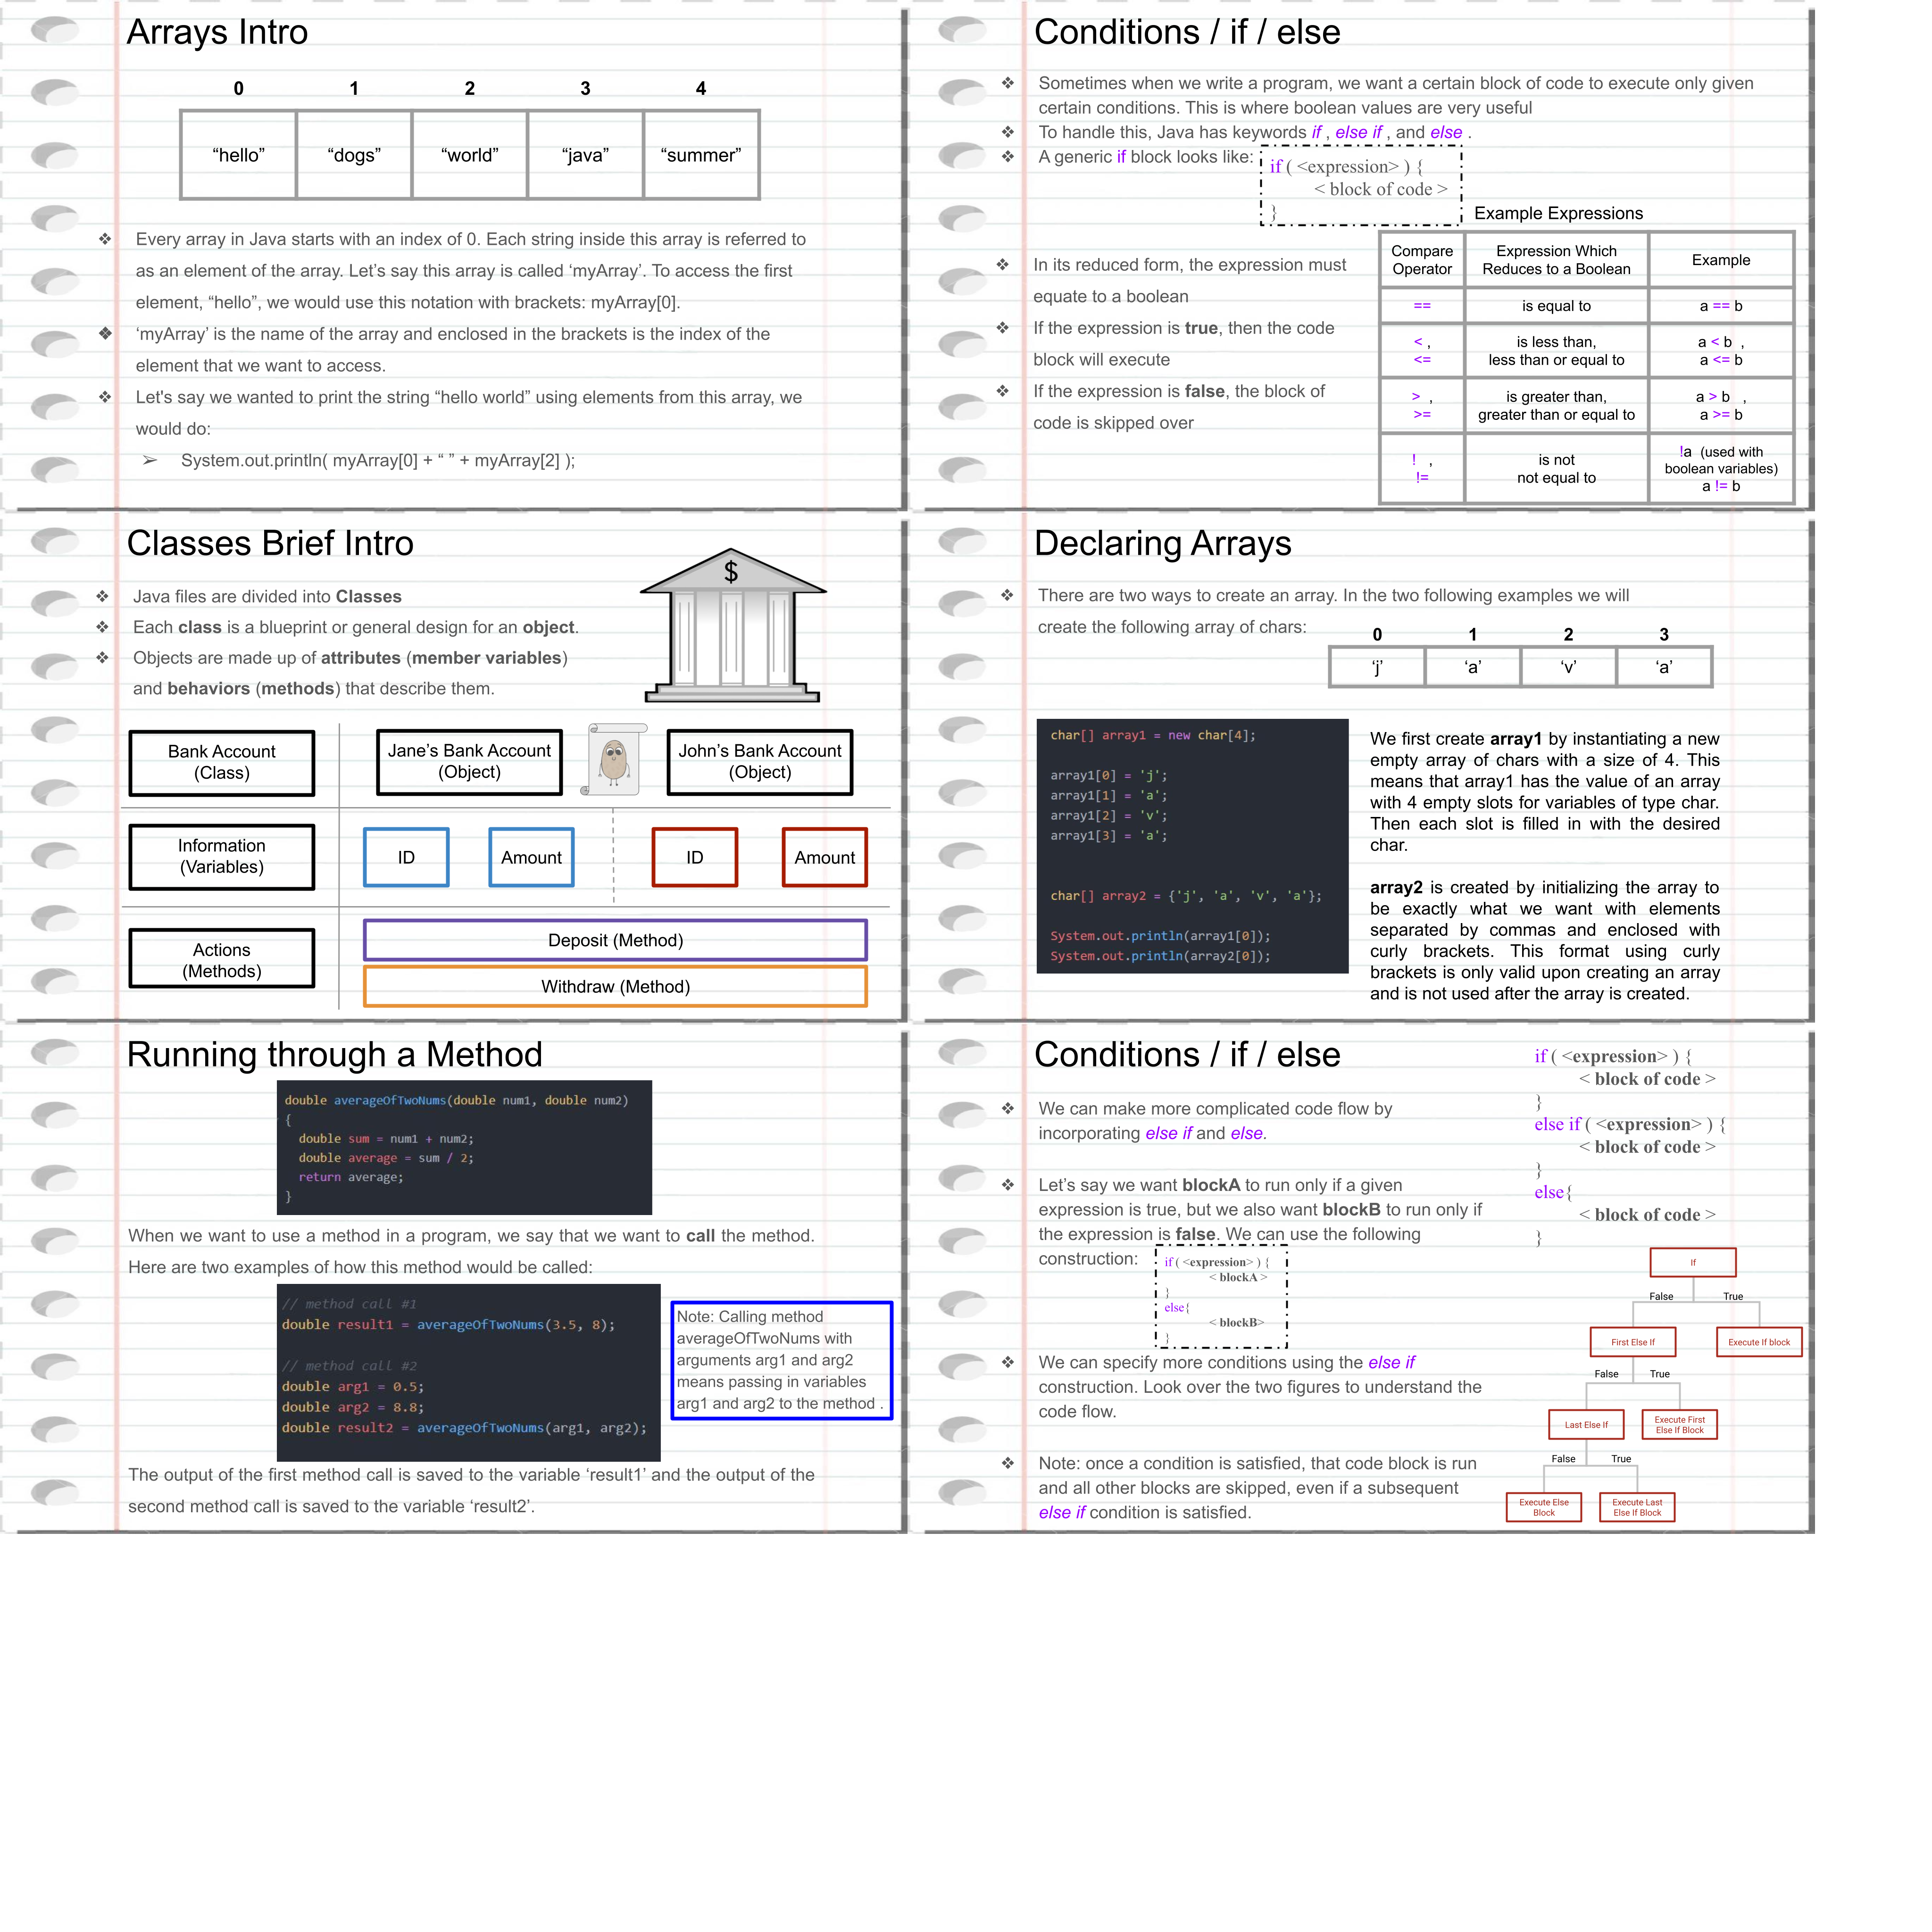 Arrays Intro
0 1 2 3 4
“hello” “dogs” “world” “java” “summer”
❖ Every array in Java starts with an index of 0. Each string inside this array is referred to
as an element of the array. Let’s say this array is called ‘myArray’. To access the first
element, “hello”, we would use this notation with brackets: myArray[0].
❖ ‘myArray’ is the name of the array and enclosed in the brackets is the index of the
element that we want to access.
❖ Let's say we wanted to print the string “hello world” using elements from this array, we
would do:
➢ System.out.println( myArray[0] + “ ” + myArray[2] );
Conditions / if / else
❖ Sometimes when we write a program, we want a certain block of code to execute only given
certain conditions. This is where boolean values are very useful
❖ To handle this, Java has keywords if , else if , and else .
❖ A generic if block looks like:
if ( <expression> ) {
< block of code >
}
Example Expressions
❖ In its reduced form, the expression must
equate to a boolean
❖ If the expression is true, then the code
block will execute
❖ If the expression is false, the block of
code is skipped over
Compare Operator
Expression Which Reduces to a Boolean
Example
== is equal to a == b
< , is less than, a < b ,
<= less than or equal to a <= b
> , is greater than, a > b ,
>= greater than or equal to a >= b
! , is not !a (used with boolean variables)
!= not equal to a != b
Classes Brief Intro
$
❖ Java files are divided into Classes
❖ Each class is a blueprint or general design for an object.
❖ Objects are made up of attributes (member variables)
and behaviors (methods) that describe them.
Bank Account
(Class)
Jane’s Bank Account
(Object)
John’s Bank Account
(Object)
Information
(Variables)
ID Amount ID Amount
Actions
(Methods)
Deposit (Method)
Withdraw (Method)
Declaring Arrays
❖ There are two ways to create an array. In the two following examples we will
create the following array of chars:
0 1 2 3
‘j’ ‘a’ ‘v’ ‘a’
char[] array1 = new char[4];
array1[0] = 'j';
array1[1] = 'a';
array1[2] = 'v';
array1[3] = 'a';
char[] array2 = {'j', 'a', 'v', 'a'};
System.out.println(array1[0]);
System.out.println(array2[0]);
We first create array1 by instantiating a new
empty array of chars with a size of 4. This
means that array1 has the value of an array
with 4 empty slots for variables of type char.
Then each slot is filled in with the desired
char.
array2 is created by initializing the array to
be exactly what we want with elements
separated by commas and enclosed with
curly brackets. This format using curly
brackets is only valid upon creating an array
and is not used after the array is created.
Running through a Method
double averageOfTwoNums(double num1, double num2)
{
double sum = num1 + num2;
double average = sum / 2;
return average;
}
When we want to use a method in a program, we say that we want to call the method.
Here are two examples of how this method would be called:
// method call #1
double result1 = averageOfTwoNums(3.5, 8);
// method call #2
double arg1 = 0.5;
double arg2 = 8.8;
double result2 = averageOfTwoNums(arg1, arg2);
Note: Calling method
averageOfTwoNums with
arguments arg1 and arg2
means passing in variables
arg1 and arg2 to the method .
The output of the first method call is saved to the variable ‘result1’ and the output of the
second method call is saved to the variable ‘result2’.
Conditions / if / else
❖ We can make more complicated code flow by
incorporating else if and else.
❖ Let’s say we want blockA to run only if a given
expression is true, but we also want blockB to run only if
the expression is false. We can use the following
construction:
if ( <expression> ) {
< blockA >
}
else{
< blockB>
}
❖ We can specify more conditions using the else if
construction. Look over the two figures to understand the
code flow.
❖ Note: once a condition is satisfied, that code block is run
and all other blocks are skipped, even if a subsequent
else if condition is satisfied.
if ( <expression> ) {
< block of code >
}
else if ( <expression> ) {
< block of code >
}
else{
< block of code >
}
If
False True
First Else If Execute If block
False True
Last Else If
Execute First
Else If Block
False True
Execute Else
Block
Execute Last
Else If Block